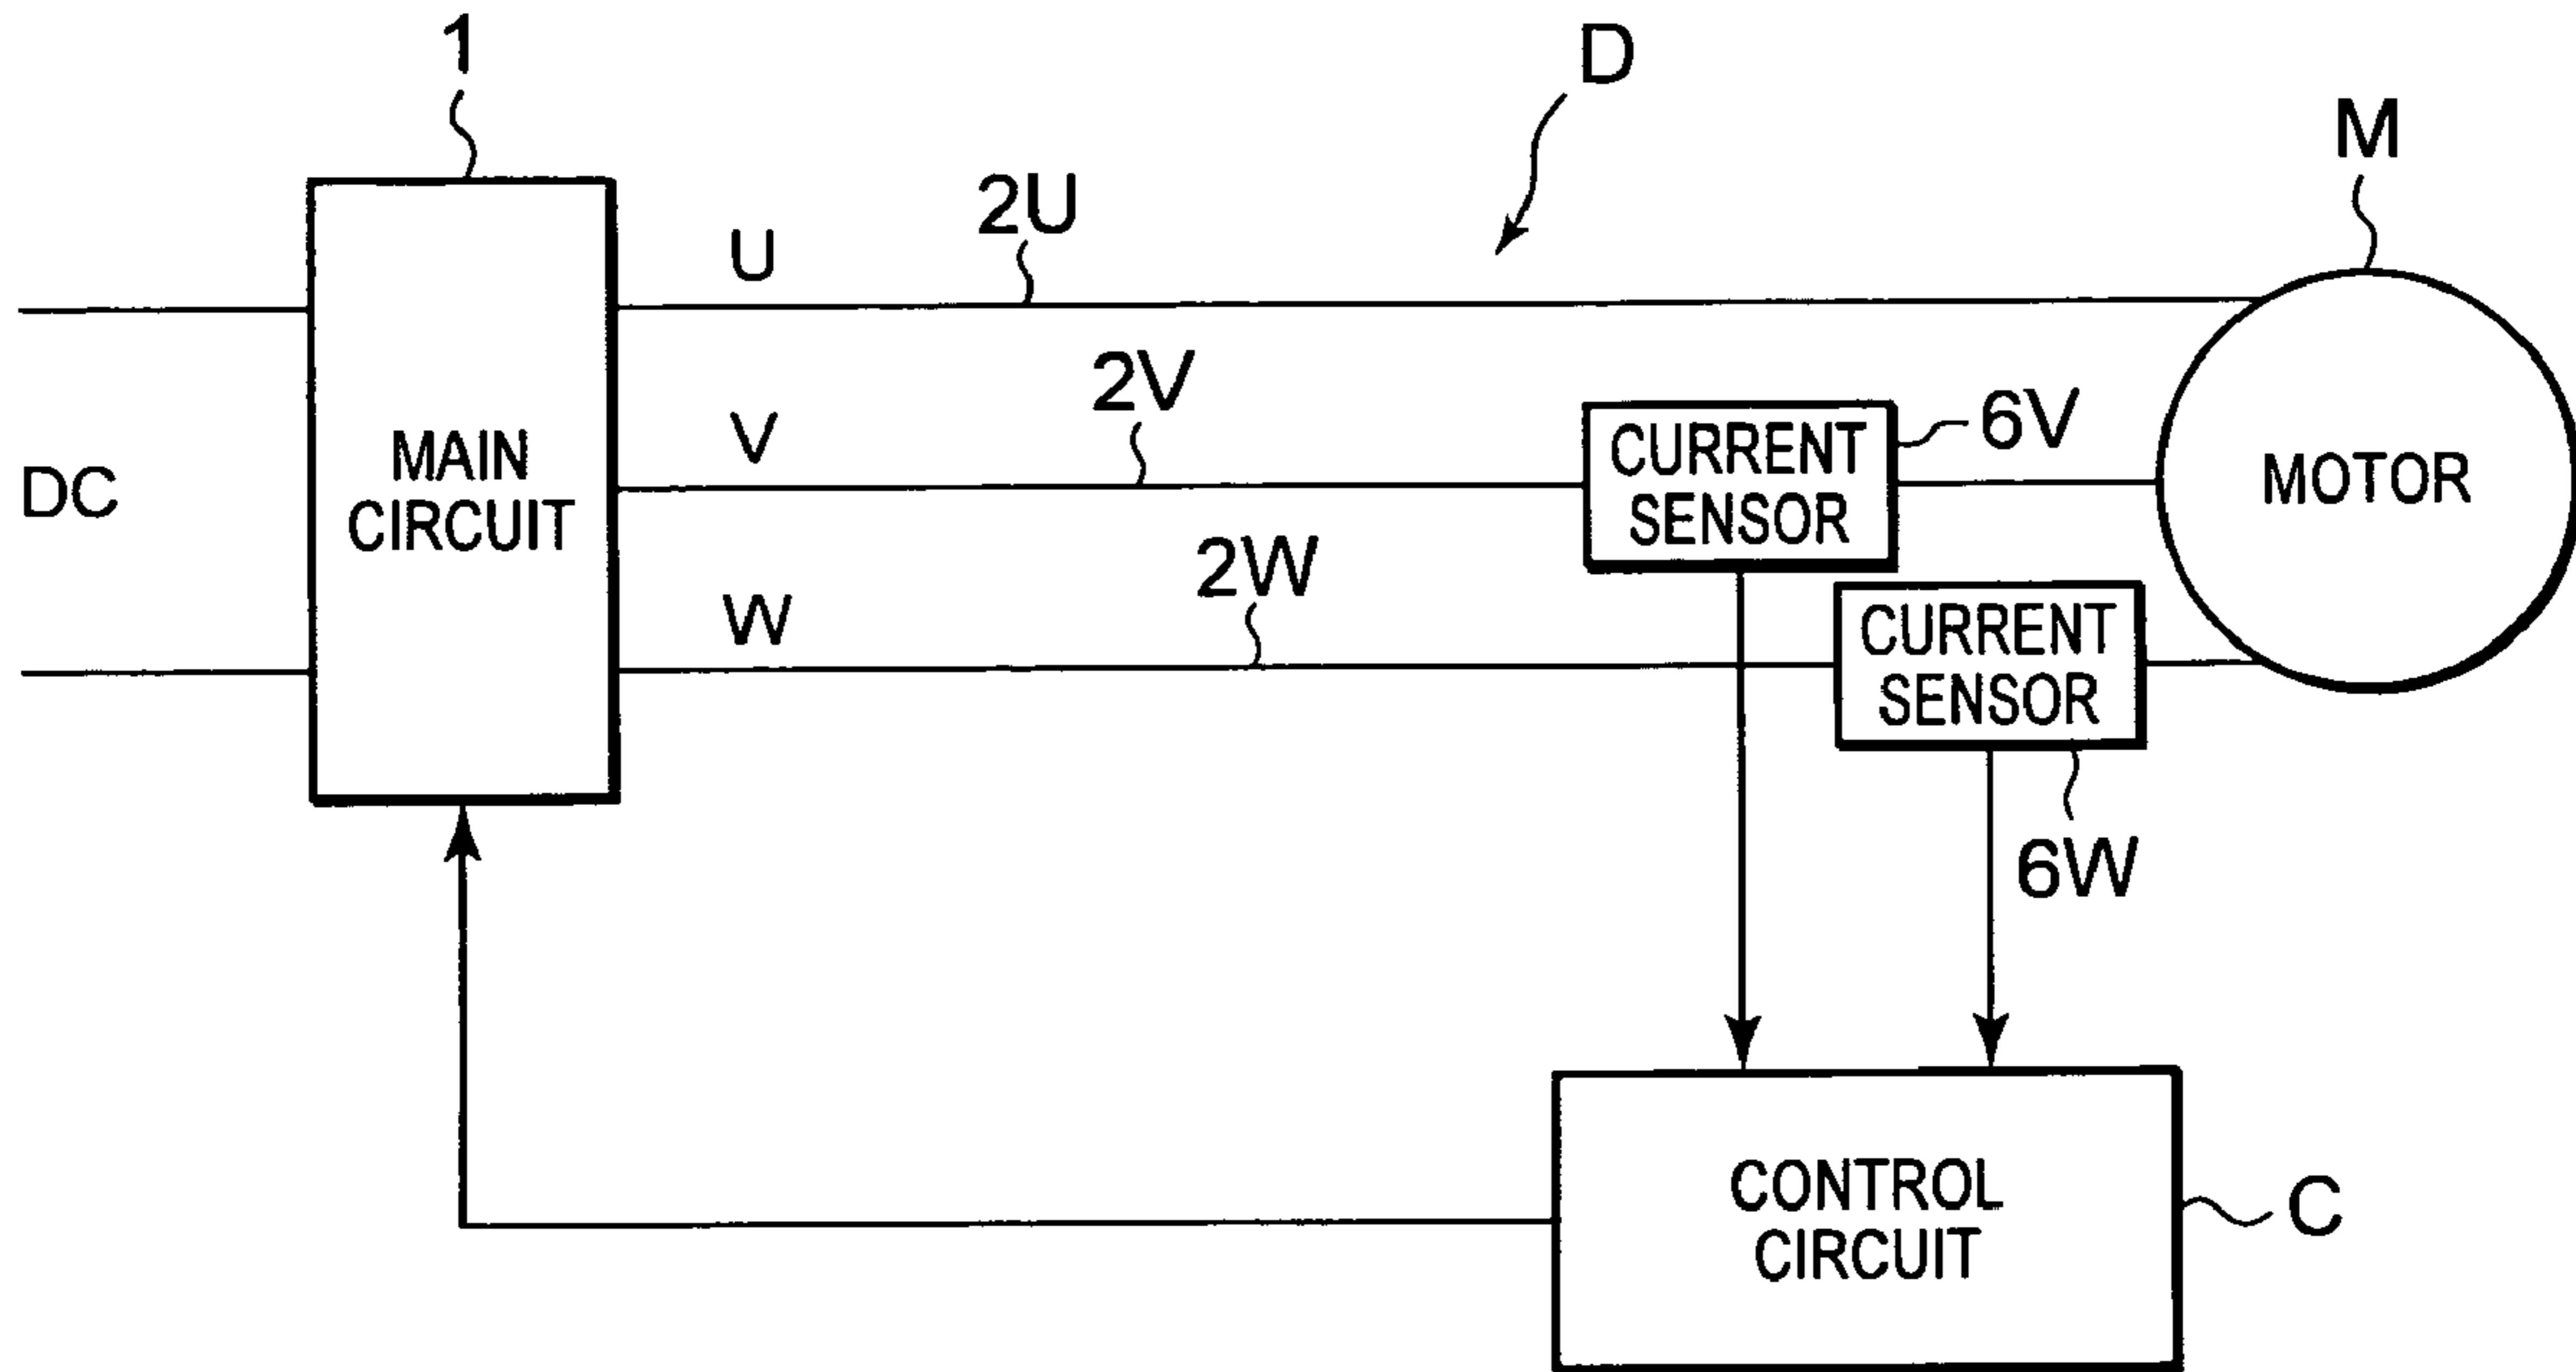 1
D
M
U
2U
2V
V
CURRENT
SENSOR
6V
MAIN
CIRCUIT
DC
MOTOR
2W
W
CURRENT
SENSOR
6W
CONTROL
CIRCUIT
C